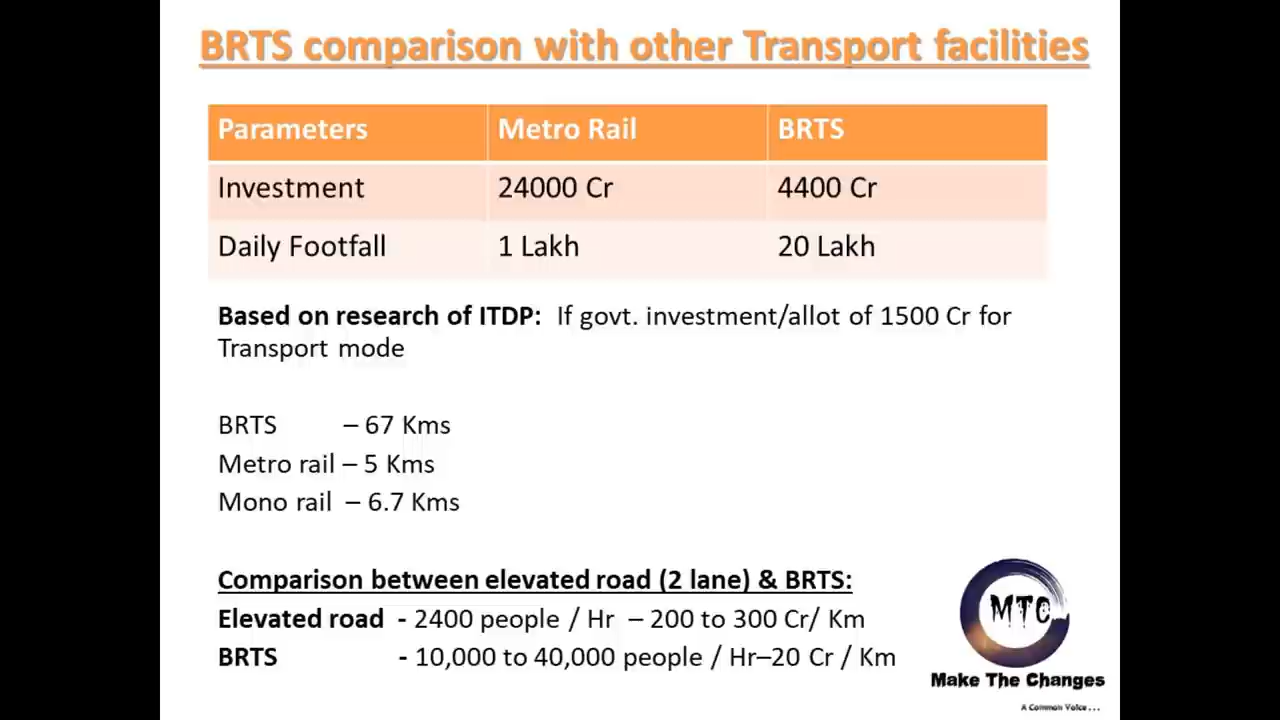 BRTS comparison with other Transport facilities
Parameters Metro Rail BRTS
Investment 24000 Cr 4400 Cr
Daily Footfall 1 Lakh 20 Lakh
Based on research of ITDP: If govt. investment/allot of 1500 Cr for
Transport mode
BRTS – 67 Kms
Metro rail – 5 Kms
Mono rail – 6.7 Kms
Comparison between elevated road (2 lane) & BRTS:
Elevated road - 2400 people / Hr – 200 to 300 Cr/ Km
BRTS - 10,000 to 40,000 people / Hr–20 Cr / Km
MTC
Make The Changes
A Common Voice...